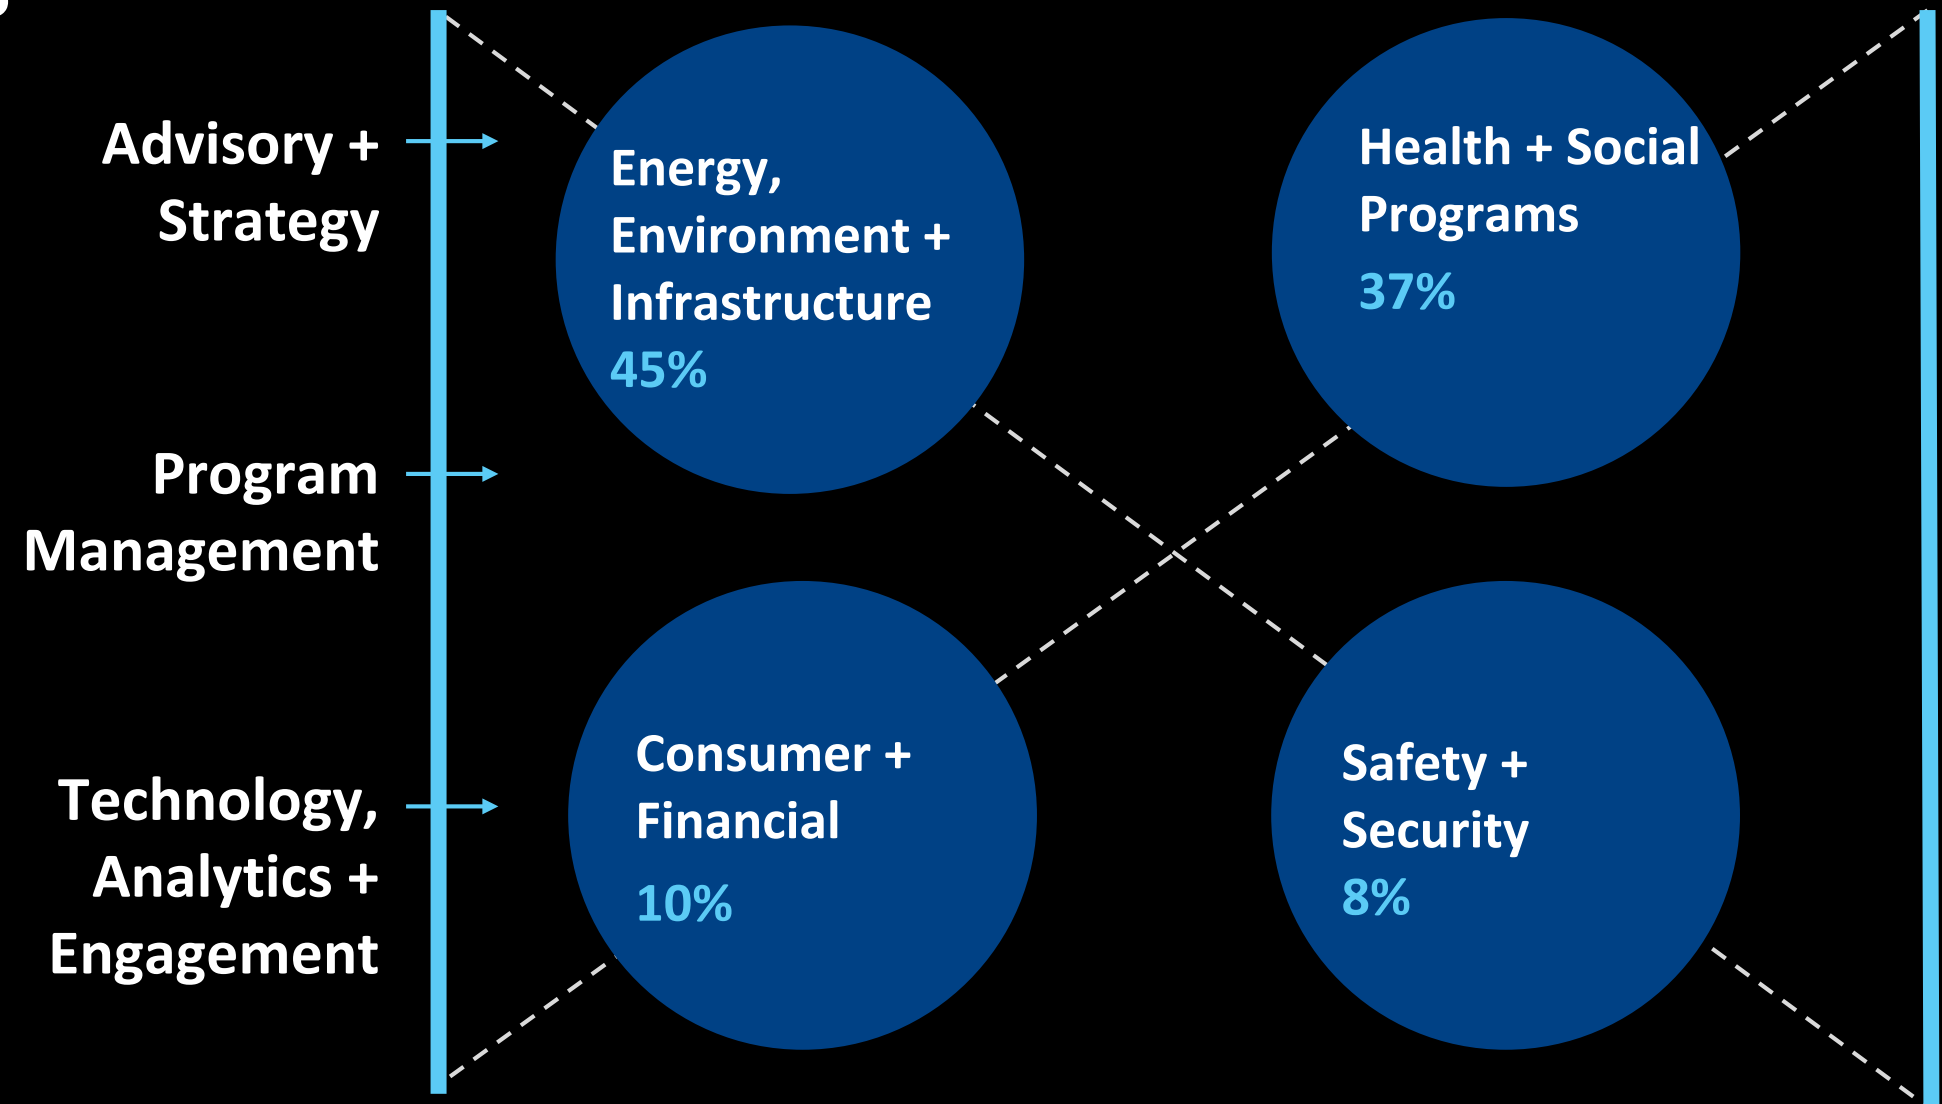 Advisory +
Strategy
Program
Management
Technology,
Analytics +
Engagement
Energy,
Environment +
Infrastructure
45%
Health + Social
Programs
37%
Consumer +
Financial
10%
Safety +
Security
8%